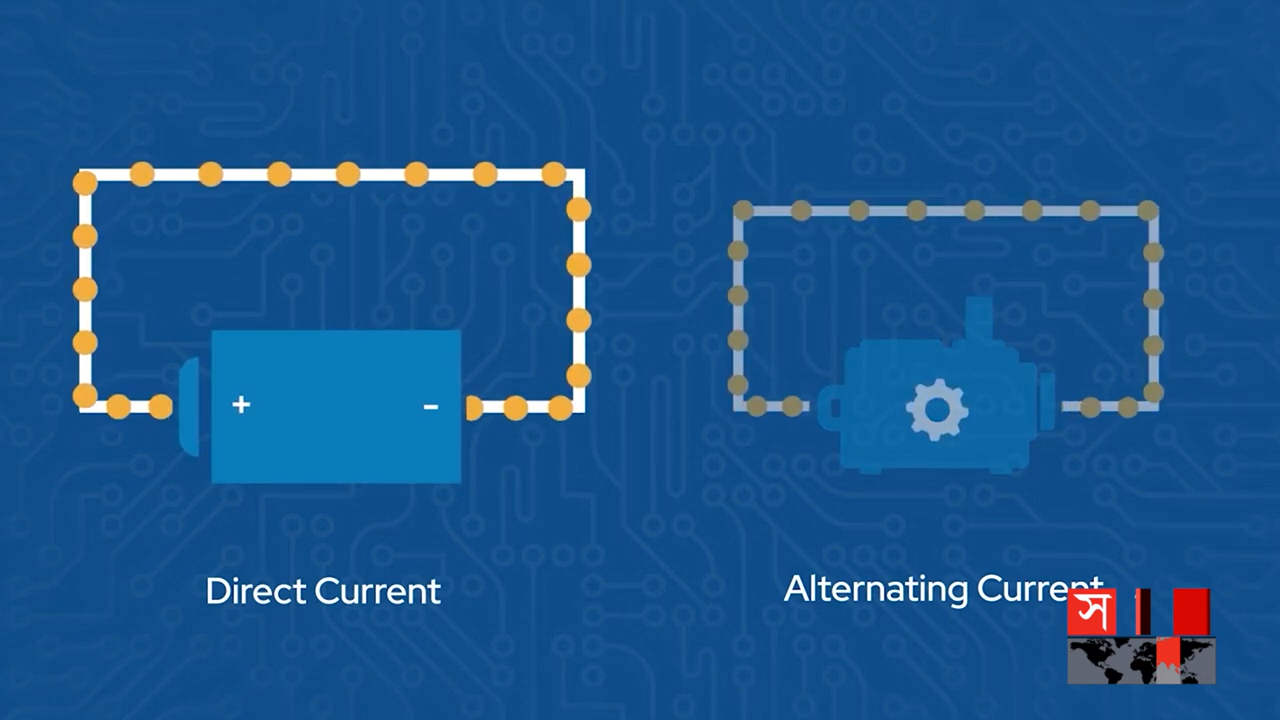 + -
Direct Current
Alternating Current
স